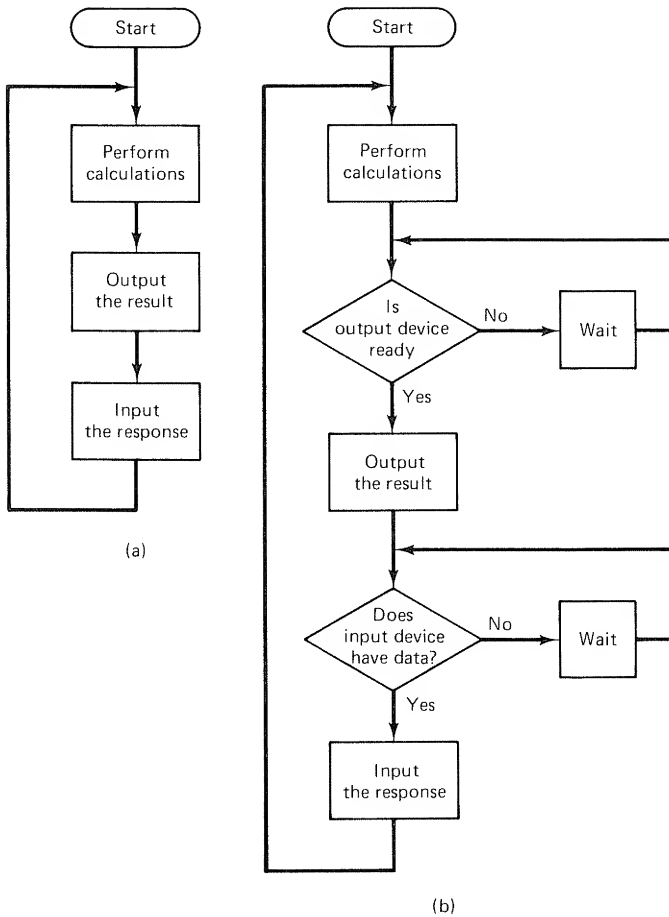 Start
Perform
calculations
Output
the result
Input
the response
(a)
Start
Perform
calculations
Is
output device
ready
No
Wait
Yes
Output
the result
Does
input device
have data?
No
Wait
Yes
Input
the response
(b)